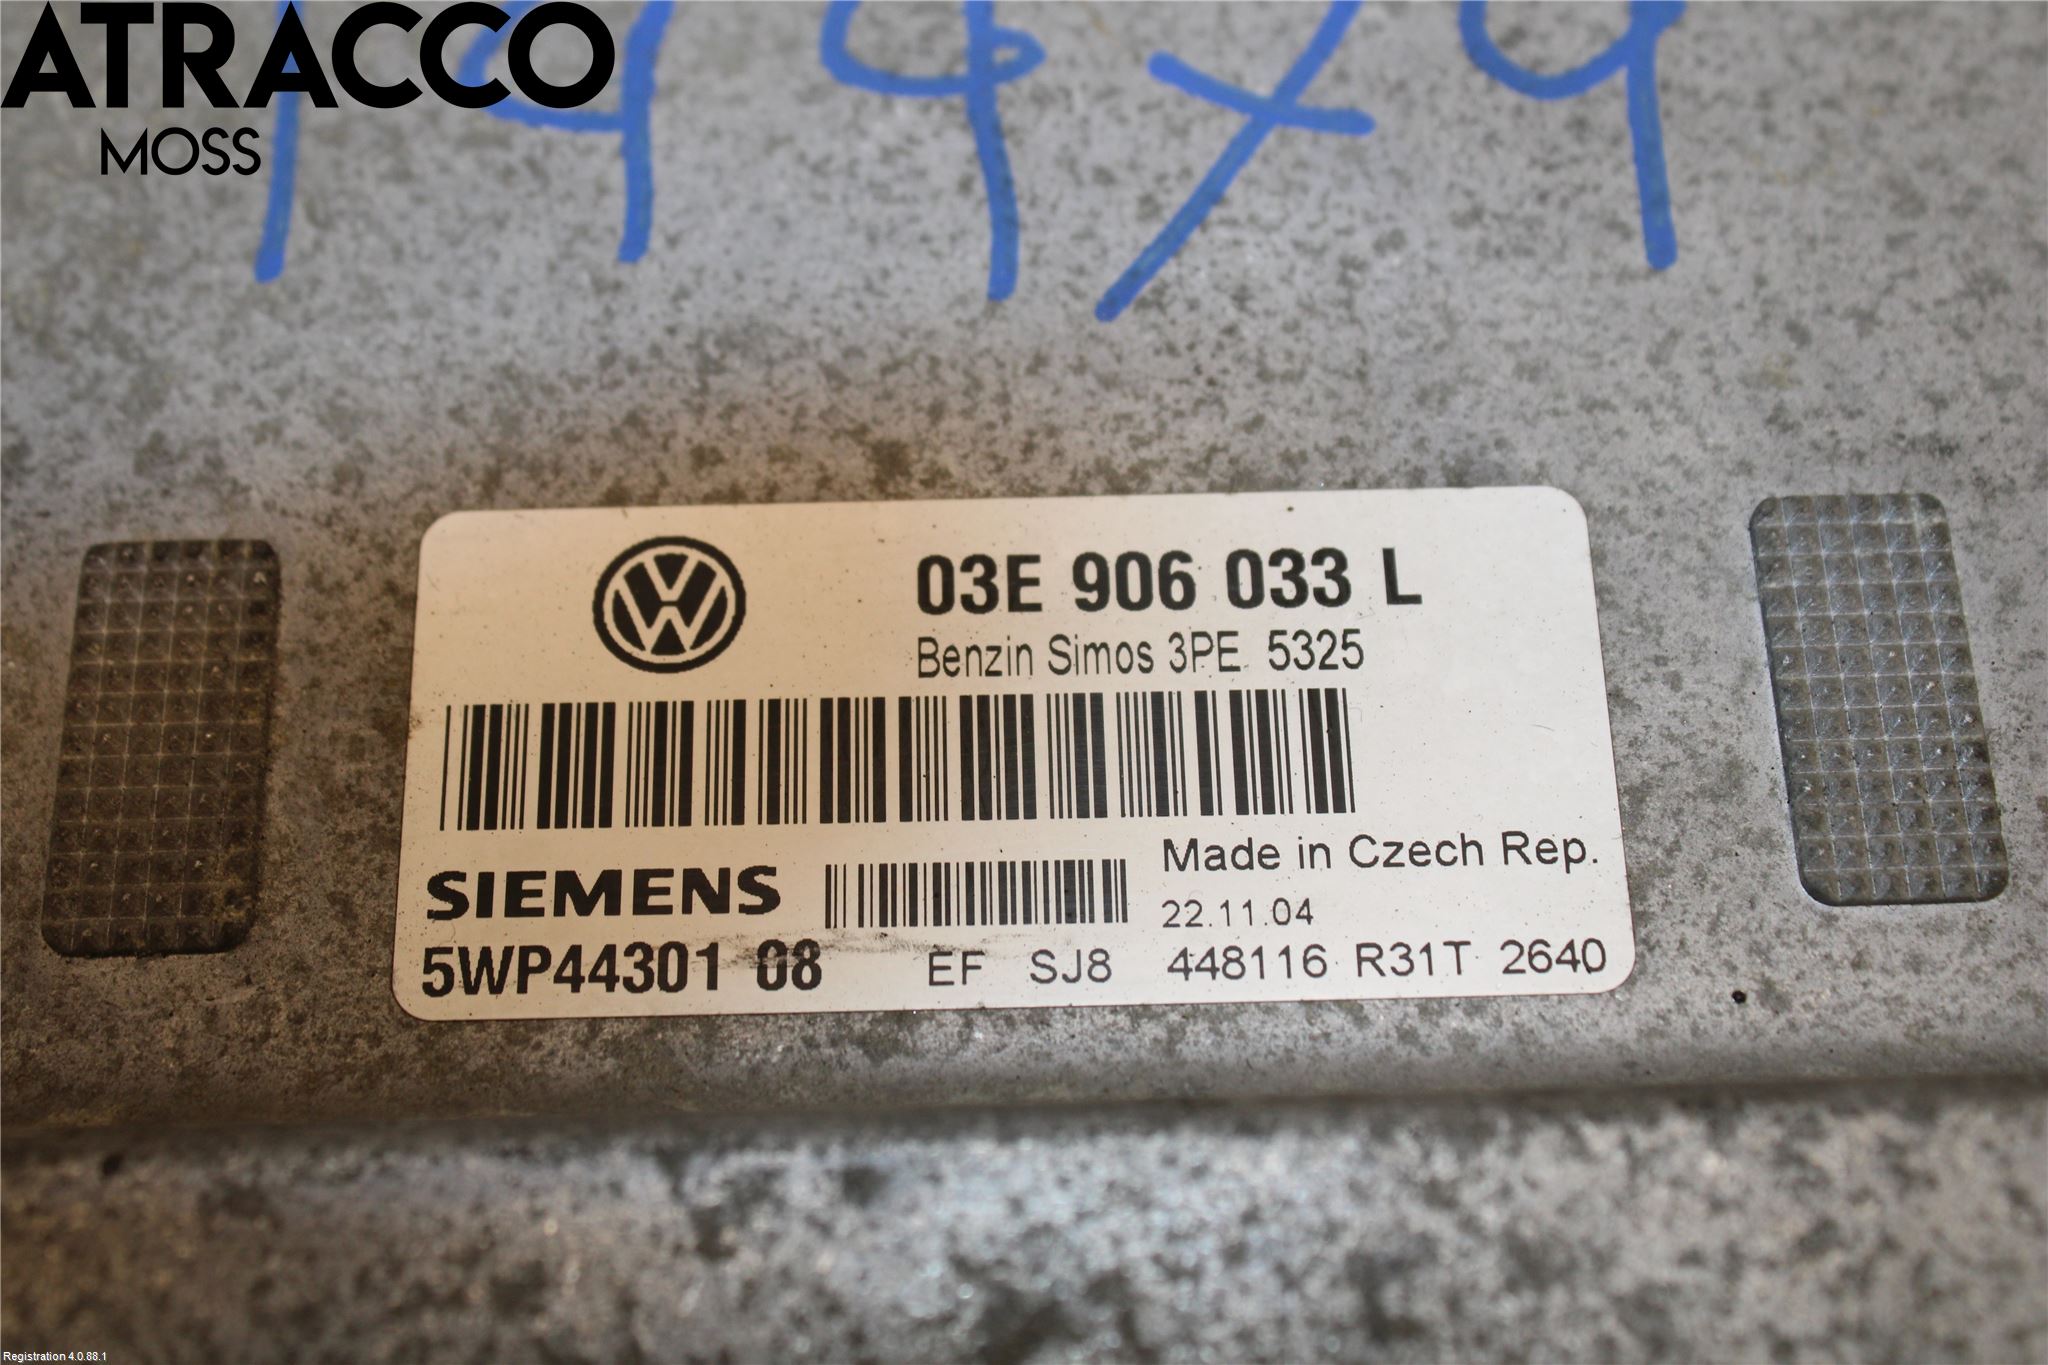 ATRACCO
MOSS
03E 906 033 L
Benzin Simos 3PE 5325
Made in Czech Rep.
SIEMENS
22.11.04
5WP44301 08 EF SJ8 448116 R31T 2640
Registration 4.0.88.1